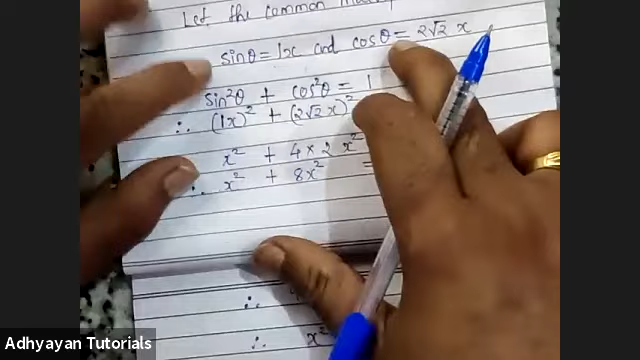 Let the common
sinθ = 1x and cosθ = 2√2 x
sin²θ + cos²θ = 1
∴ (1x)² + (2√2 x)²
x² + 4 × 2 x²
∴ x² + 8x² =
∴
∴ x²
Adhyayan Tutorials